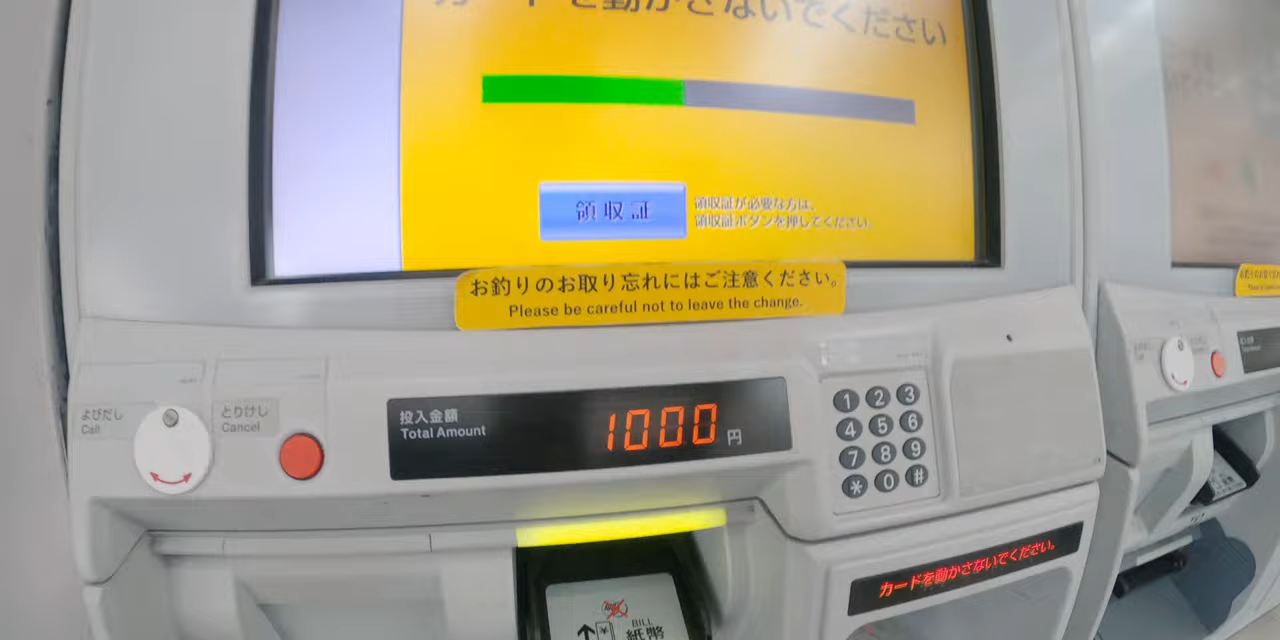 カードを動かさないでください
領収証
領収証が必要な方は、
領収証ボタンを押してください。
お釣りのお取り忘れにはご注意ください。
Please be careful not to leave the change.
よびだし
Call
とりけし
Cancel
投入金額
Total Amount
1000円
1 2 3
4 5 6
7 8 9
* 0 #
カードを動かさないでください。
BILL
紙幣